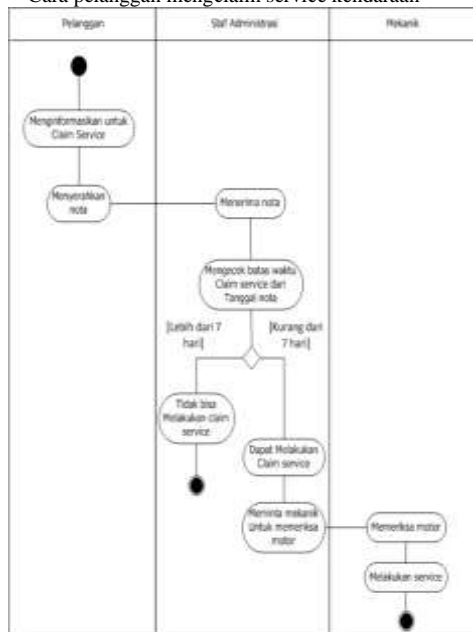 Cara pelanggan mengclaim service kendaraan
Pelanggan
Staf Administrasi
Mekanik
Menginformasikan untuk
Claim Service
Menyerahkan
nota
Menerima nota
Mengecek batas waktu
Claim service dari
Tanggal nota
[Lebih dari 7
hari]
[Kurang dari
7 hari]
Tidak bisa
Melakukan claim
service
Dapat Melakukan
Claim service
Meminta mekanik
Untuk memeriksa
motor
Memeriksa motor
Melakukan service